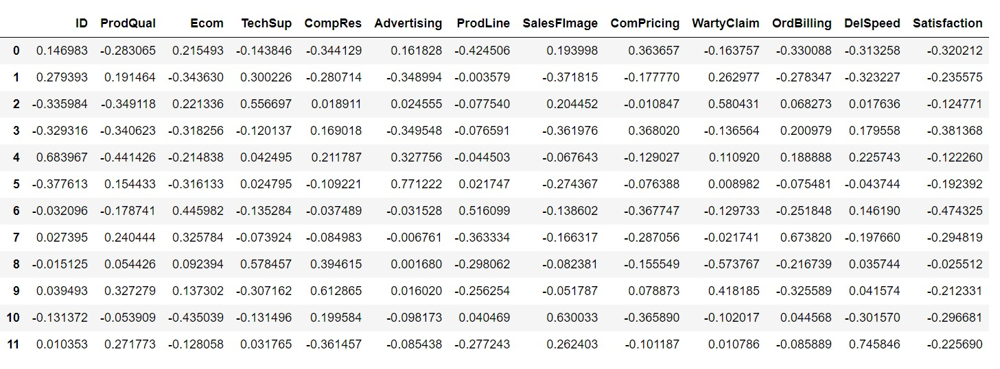 ID ProdQual Ecom TechSup CompRes Advertising ProdLine SalesFImage ComPricing WartyClaim OrdBilling DelSpeed Satisfaction
0 0.146983 -0.283065 0.215493 -0.143846 -0.344129 0.161828 -0.424506 0.193998 0.363657 -0.163757 -0.330088 -0.313258 -0.320212
1 0.279393 0.191464 -0.343630 0.300226 -0.280714 -0.348994 -0.003579 -0.371815 -0.177770 0.262977 -0.278347 -0.323227 -0.235575
2 -0.335984 -0.349118 0.221336 0.556697 0.018911 0.024555 -0.077540 0.204452 -0.010847 0.580431 0.068273 0.017636 -0.124771
3 -0.329316 -0.340623 -0.318256 -0.120137 0.169018 -0.349548 -0.076591 -0.361976 0.368020 -0.136564 0.200979 0.179558 -0.381368
4 0.683967 -0.441426 -0.214838 0.042495 0.211787 0.327756 -0.044503 -0.067643 -0.129027 0.110920 0.188888 0.225743 -0.122260
5 -0.377613 0.154433 -0.316133 0.024795 -0.109221 0.771222 0.021747 -0.274367 -0.076388 0.008982 -0.075481 -0.043744 -0.192392
6 -0.032096 -0.178741 0.445982 -0.135284 -0.037489 -0.031528 0.516099 -0.138602 -0.367747 -0.129733 -0.251848 0.146190 -0.474325
7 0.027395 0.240444 0.325784 -0.073924 -0.084983 -0.006761 -0.363334 -0.166317 -0.287056 -0.021741 0.673820 -0.197660 -0.294819
8 -0.015125 0.054426 0.092394 0.578457 0.394615 0.001680 -0.298062 -0.082381 -0.155549 -0.573767 -0.216739 0.035744 -0.025512
9 0.039493 0.327279 0.137302 -0.307162 0.612865 0.016020 -0.256254 -0.051787 0.078873 0.418185 -0.325589 0.041574 -0.212331
10 -0.131372 -0.053909 -0.435039 -0.131496 0.199584 -0.098173 0.040469 0.630033 -0.365890 -0.102017 0.044568 -0.301570 -0.296681
11 0.010353 0.271773 -0.128058 0.031765 -0.361457 -0.085438 -0.277243 0.262403 -0.101187 0.010786 -0.085889 0.745846 -0.225690